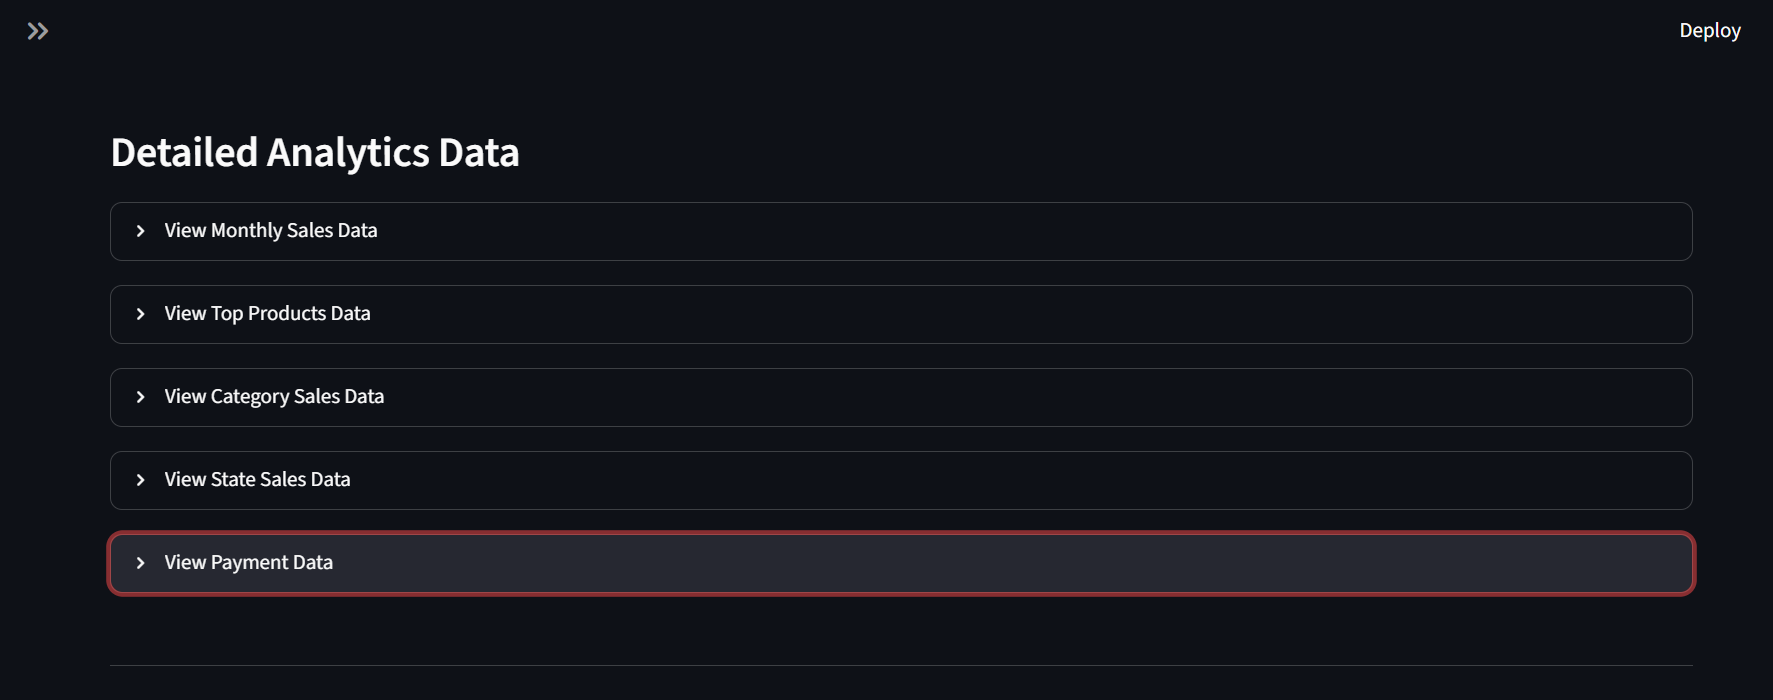 Deploy
Detailed Analytics Data
View Monthly Sales Data
View Top Products Data
View Category Sales Data
View State Sales Data
View Payment Data